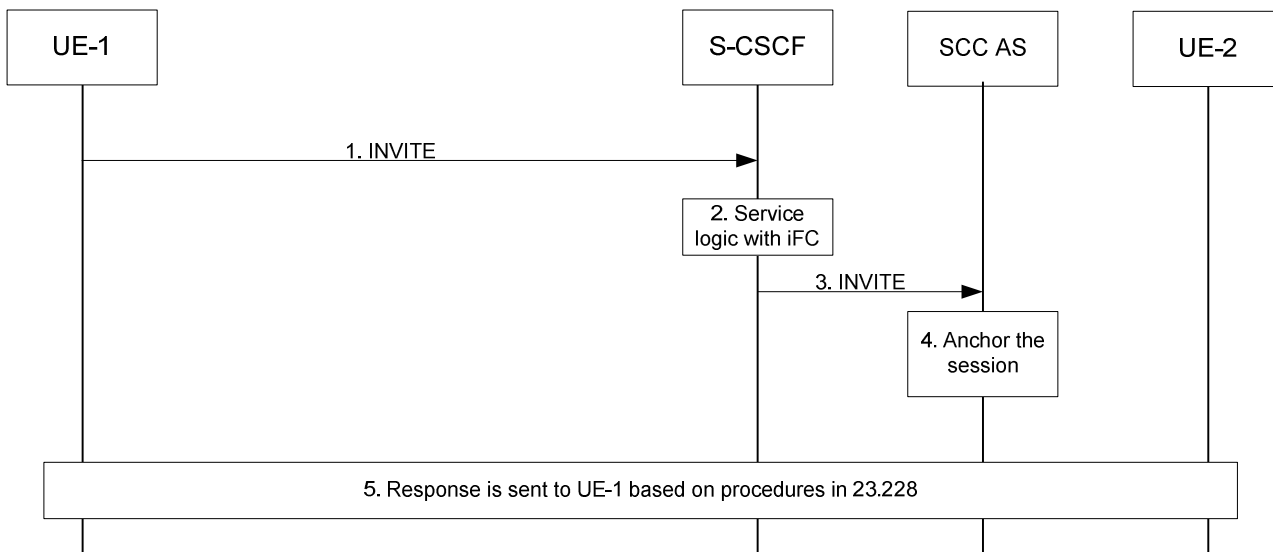 UE-1
S-CSCF
SCC AS
UE-2
1. INVITE
2. Service
logic with iFC
3. INVITE
4. Anchor the
session
5. Response is sent to UE-1 based on procedures in 23.228